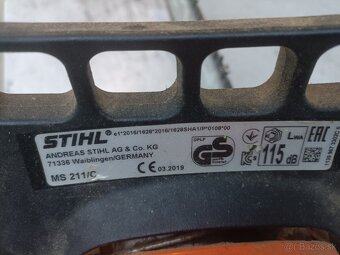 e1*2016/1628*2016/1628SHA1/P*0108*00
STIHL
ANDREAS STIHL AG & Co. KG
71336 Waiblingen/GERMANY
MS 211/C
CE 03.2019
GS
LWA
115 dB
EAC